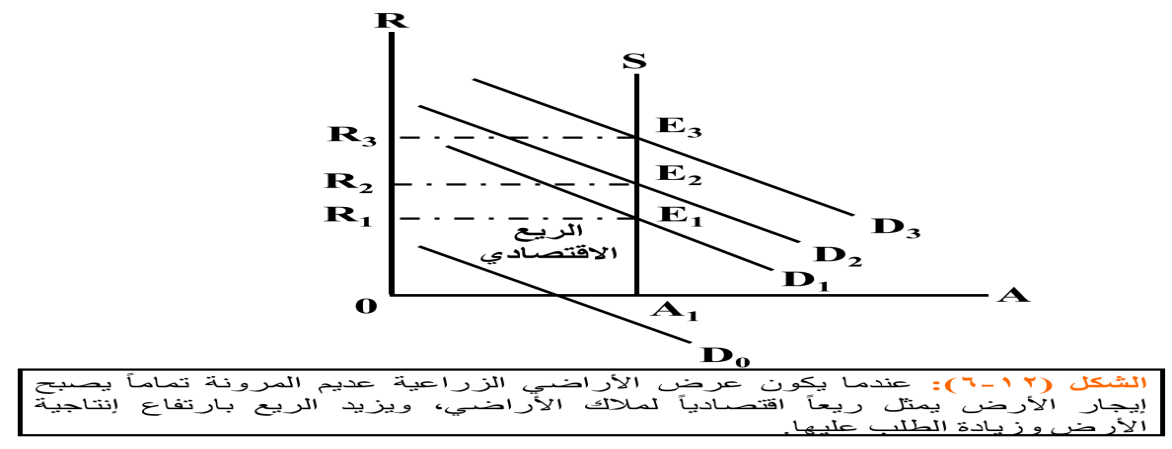 R
S
R₃
E₃
R₂
E₂
R₁
E₁
الريع
الاقتصادي
D₃
D₂
D₁
0
A₁
A
D₀
الشكل (١٢-٦): عندما يكون عرض الأراضي الزراعية عديم المرونة تماماً يصبح
إيجار الأرض يمثل ريعاً اقتصادياً لملاك الأراضي، ويزيد الريع بارتفاع إنتاجية
الأرض وزيادة الطلب عليها.